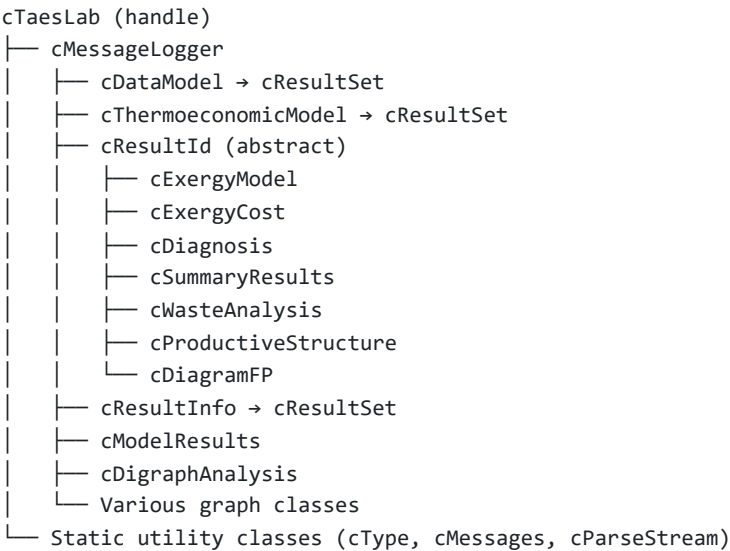 cTaesLab (handle)
├── cMessageLogger
│   ├── cDataModel → cResultSet
│   ├── cThermoeconomicModel → cResultSet
│   ├── cResultId (abstract)
│   │   ├── cExergyModel
│   │   ├── cExergyCost
│   │   ├── cDiagnosis
│   │   ├── cSummaryResults
│   │   ├── cWasteAnalysis
│   │   ├── cProductiveStructure
│   │   └── cDiagramFP
│   ├── cResultInfo → cResultSet
│   ├── cModelResults
│   ├── cDigraphAnalysis
│   └── Various graph classes
└── Static utility classes (cType, cMessages, cParseStream)